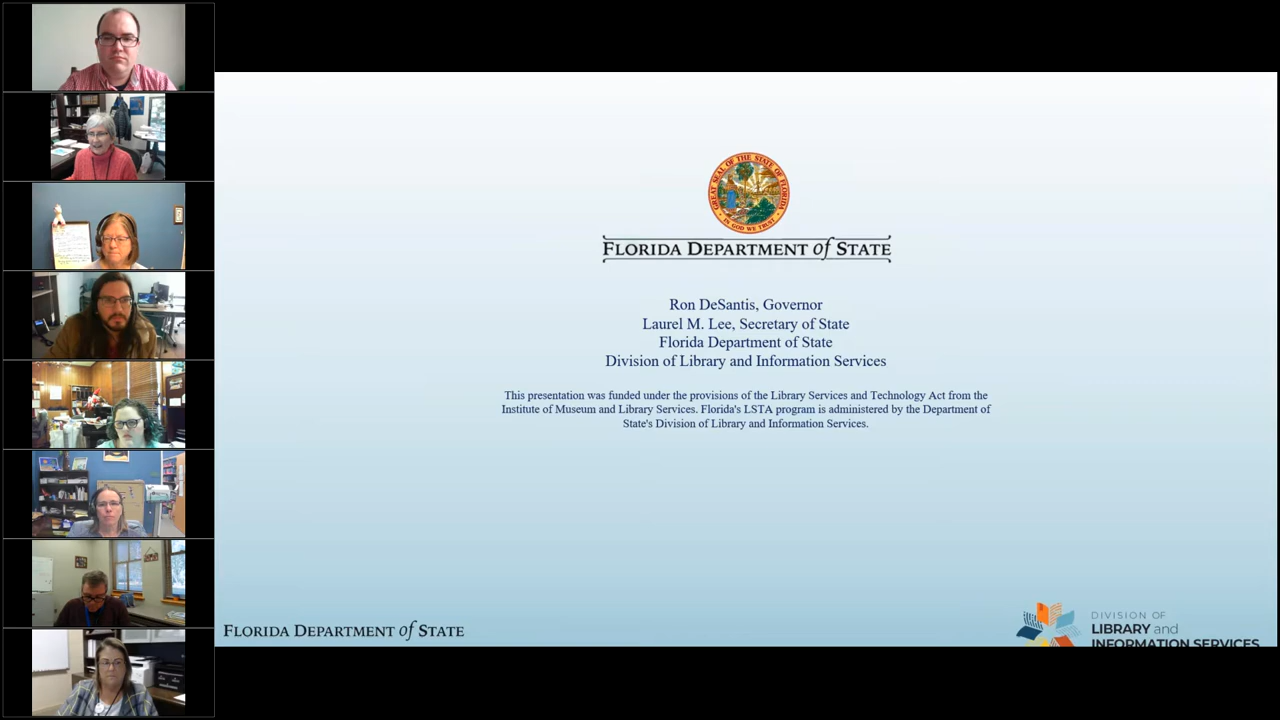 GREAT SEAL OF THE STATE OF FLORIDA
IN GOD WE TRUST
FLORIDA DEPARTMENT of STATE
Ron DeSantis, Governor
Laurel M. Lee, Secretary of State
Florida Department of State
Division of Library and Information Services
This presentation was funded under the provisions of the Library Services and Technology Act from the
Institute of Museum and Library Services. Florida's LSTA program is administered by the Department of
State's Division of Library and Information Services.
FLORIDA DEPARTMENT of STATE
DIVISION OF
LIBRARY and
INFORMATION SERVICES